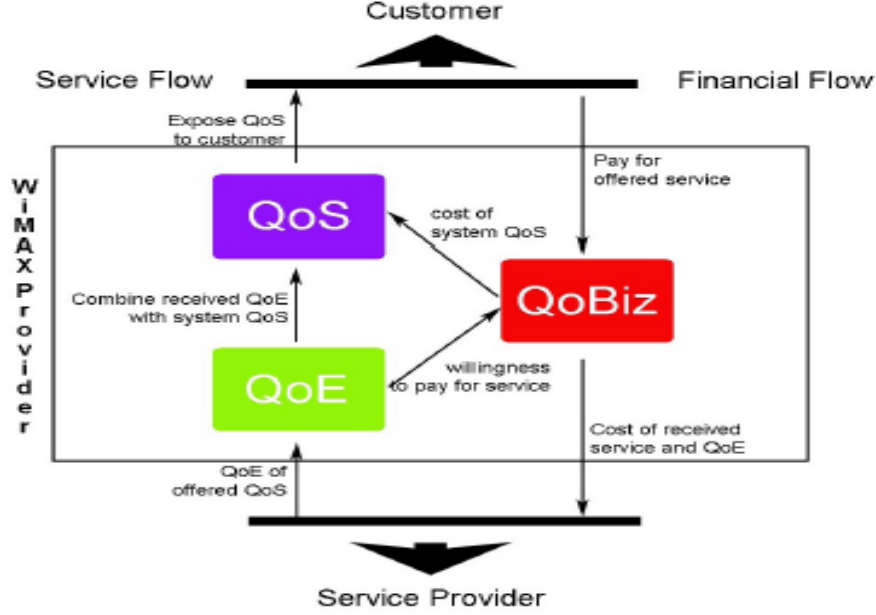 Customer
Service Flow
Financial Flow
Expose QoS
to customer
Pay for
offered service
WiMAX Provider
QoS
cost of
system QoS
QoBiz
Combine received QoE
with system QoS
QoE
willingness
to pay for service
Cost of received
service and QoE
QoE of
offered QoS
Service Provider